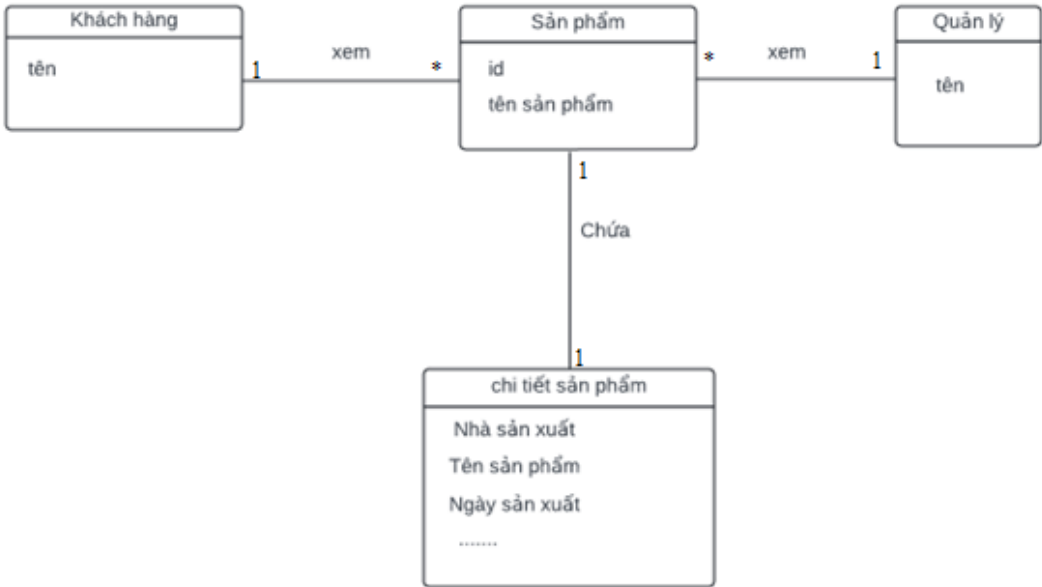 Khách hàng
tên
1
xem
*
Sản phẩm
id
tên sản phẩm
*
xem
1
Quản lý
tên
1
Chứa
1
chi tiết sản phẩm
Nhà sản xuất
Tên sản phẩm
Ngày sản xuất
.......